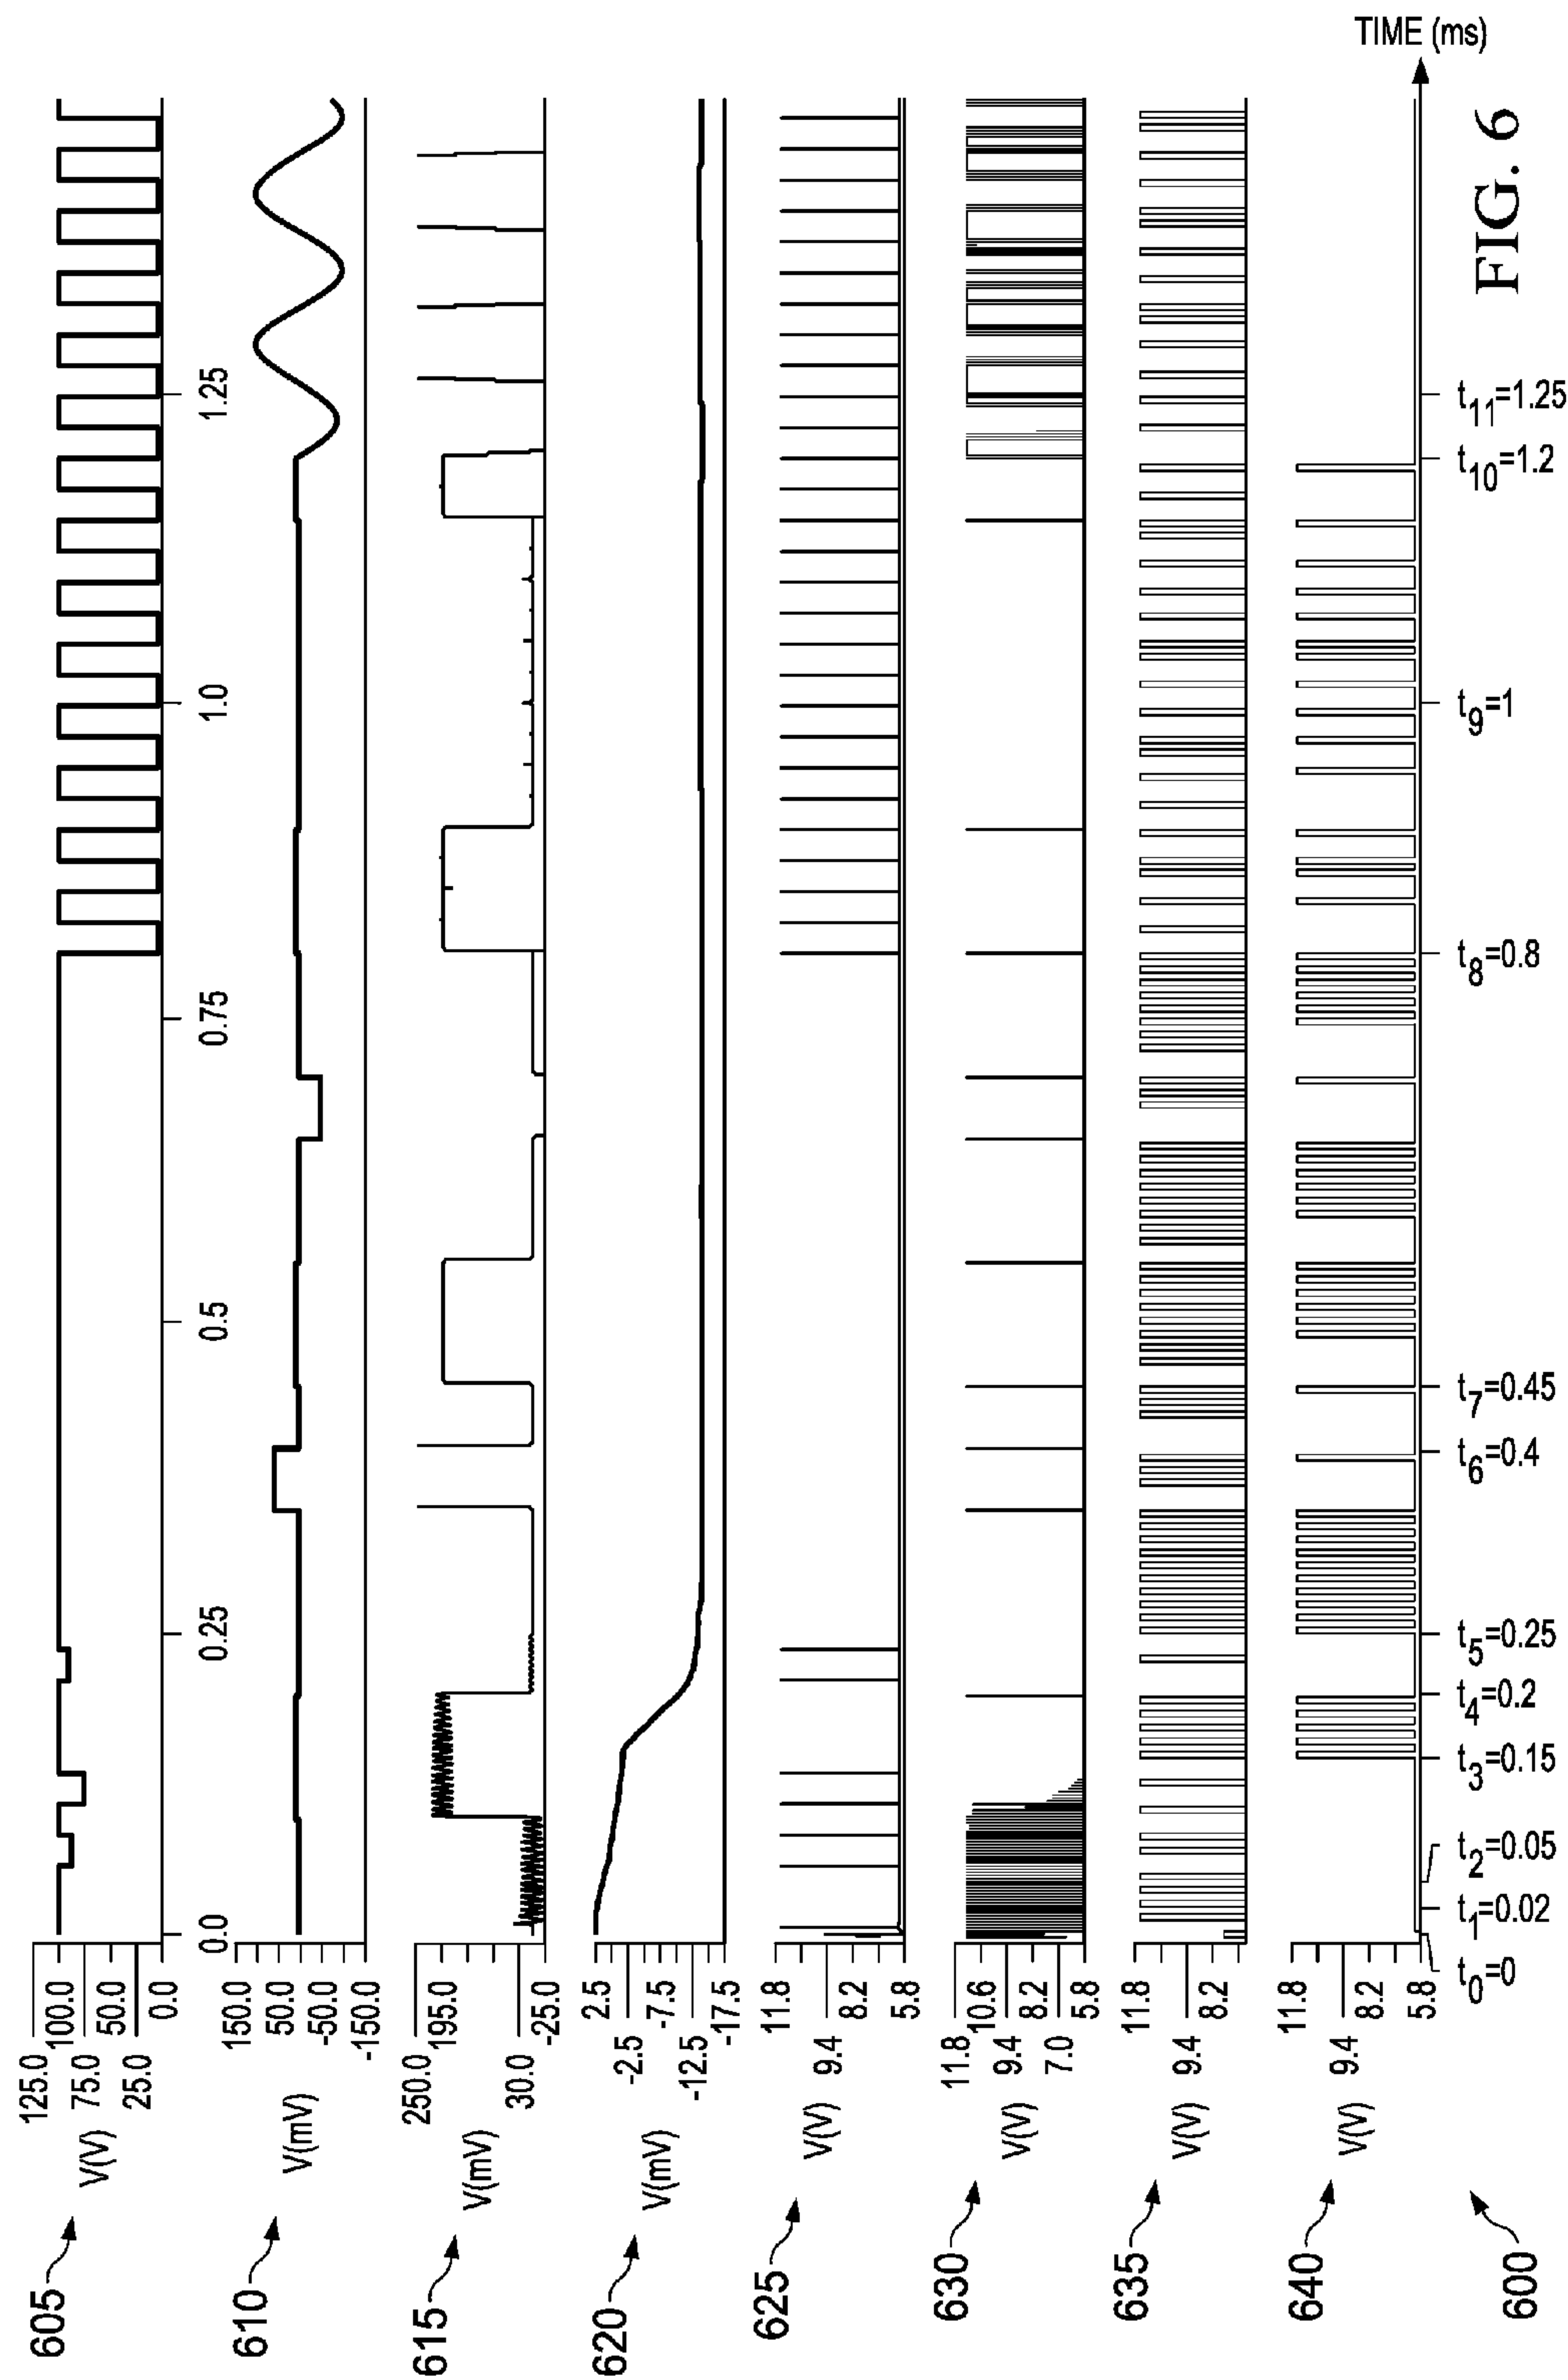 605
V(V)
125.0
100.0
75.0
50.0
25.0
0.0
0.0
0.25
0.5
0.75
1.0
1.25
610
V(mV)
150.0
50.0
-50.0
-150.0
615
V(mV)
250.0
195.0
30.0
-25.0
620
V(mV)
2.5
-2.5
-7.5
-12.5
-17.5
625
V(V)
11.8
9.4
8.2
5.8
630
V(V)
11.8
10.6
9.4
8.2
7.0
5.8
635
V(V)
11.8
9.4
8.2
640
V(V)
11.8
9.4
8.2
5.8
t0=0
t1=0.02
t2=0.05
t3=0.15
t4=0.2
t5=0.25
t6=0.4
t7=0.45
t8=0.8
t9=1
t10=1.2
t11=1.25
TIME (ms)
600
FIG. 6